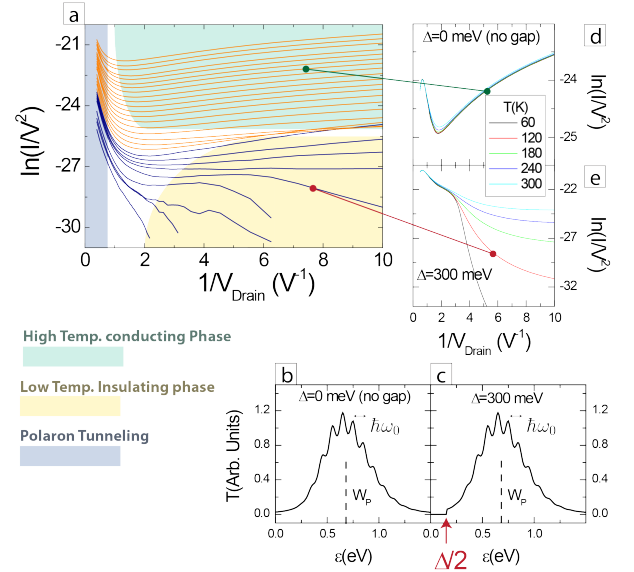 a
-21
-24
-27
-30
ln(I/V²)
0
2
4
6
8
10
1/V_Drain (V⁻¹)
Δ=0 meV (no gap)
d
-24
-25
ln(I/V²)
T(K)
60
120
180
240
300
e
-22
-27
-32
ln(I/V²)
Δ=300 meV
0
2
4
6
8
10
1/V_Drain (V⁻¹)
High Temp. conducting Phase
Low Temp. Insulating phase
Polaron Tunneling
b
Δ=0 meV (no gap)
ħω₀
W_P
1.2
0.8
0.4
0.0
T(Arb. Units)
0.0
0.5
1.0
ε(eV)
c
Δ=300 meV
ħω₀
W_P
1.2
0.8
0.4
0.0
0.0
0.5
1.0
Δ/2
ε(eV)